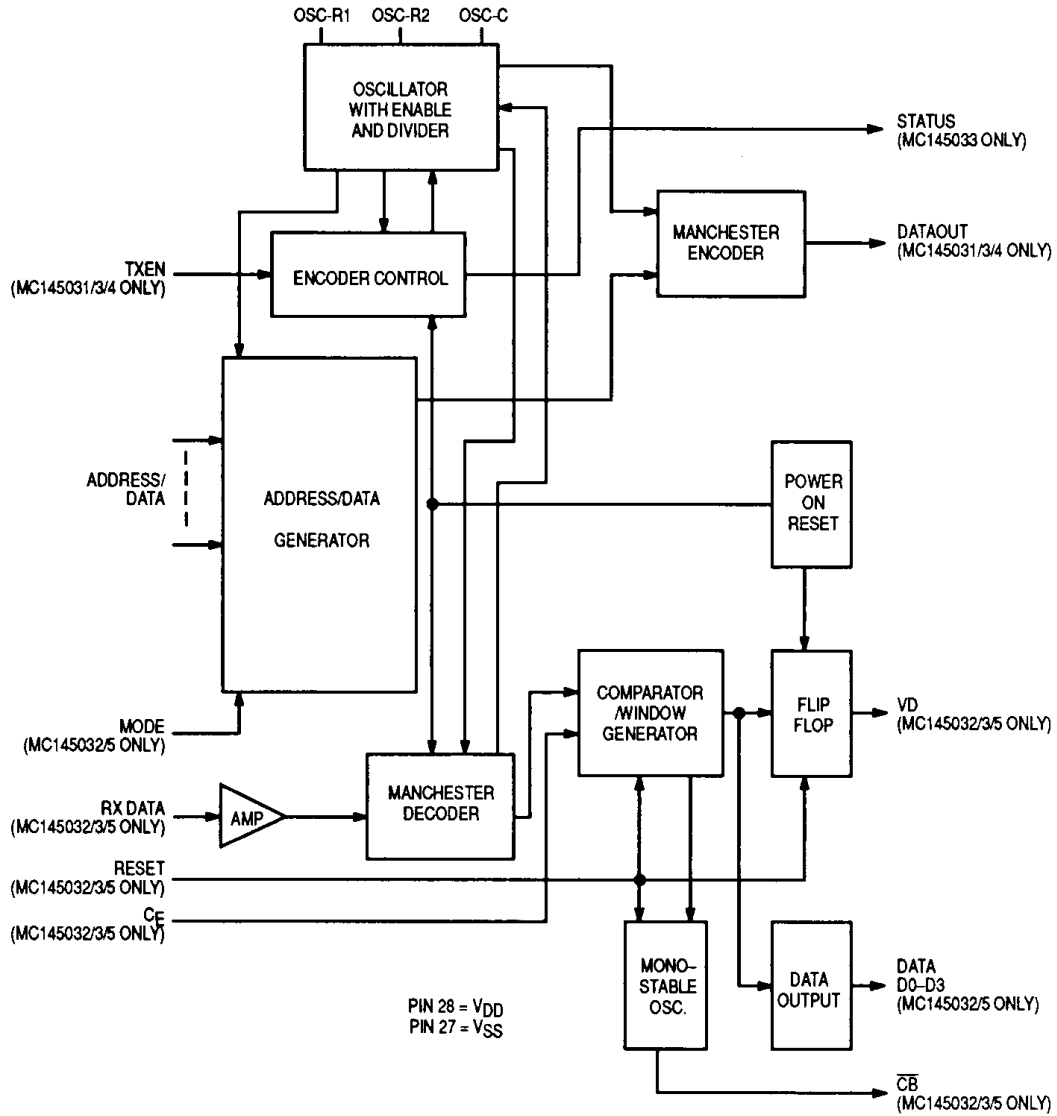 OSC-R1 OSC-R2 OSC-C
OSCILLATOR
WITH ENABLE
AND DIVIDER
STATUS
(MC145033 ONLY)
MANCHESTER
ENCODER
DATAOUT
(MC145031/3/4 ONLY)
TXEN
(MC145031/3/4 ONLY)
ENCODER CONTROL
ADDRESS/
DATA
ADDRESS/DATA
GENERATOR
POWER
ON
RESET
MODE
(MC145032/5 ONLY)
COMPARATOR
/WINDOW
GENERATOR
FLIP
FLOP
VD
(MC145032/3/5 ONLY)
RX DATA
(MC145032/3/5 ONLY)
AMP
MANCHESTER
DECODER
RESET
(MC145032/3/5 ONLY)
CE
(MC145032/3/5 ONLY)
MONO-
STABLE
OSC.
DATA
OUTPUT
DATA
D0–D3
(MC145032/5 ONLY)
PIN 28 = VDD
PIN 27 = VSS
C̅B̅
(MC145032/3/5 ONLY)